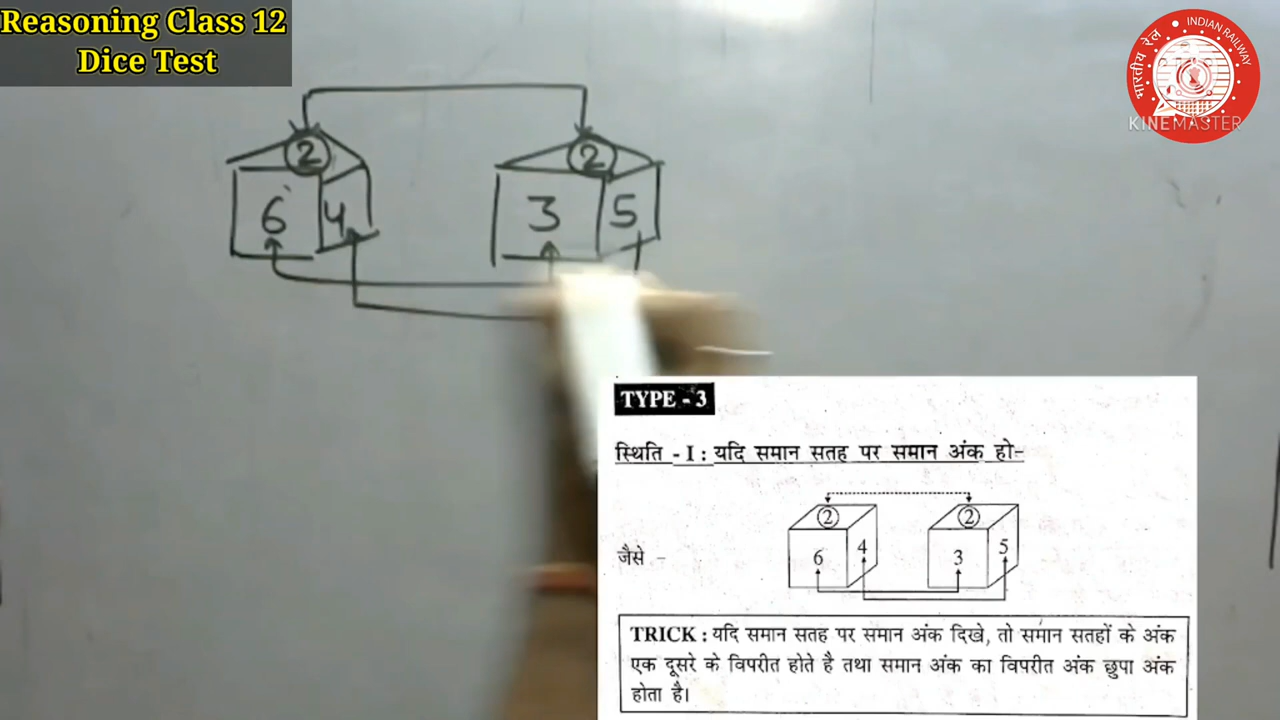 Reasoning Class 12
Dice Test
भारतीय रेल
INDIAN RAILWAY
KINEMASTER
2
2
6
4
3
5
TYPE - 3
स्थिति - I : यदि समान सतह पर समान अंक हो-
2
2
जैसे -
6
4
3
5
TRICK : यदि समान सतह पर समान अंक दिखे, तो समान सतहों के अंक
एक दूसरे के विपरीत होते है तथा समान अंक का विपरीत अंक छुपा अंक
होता है।